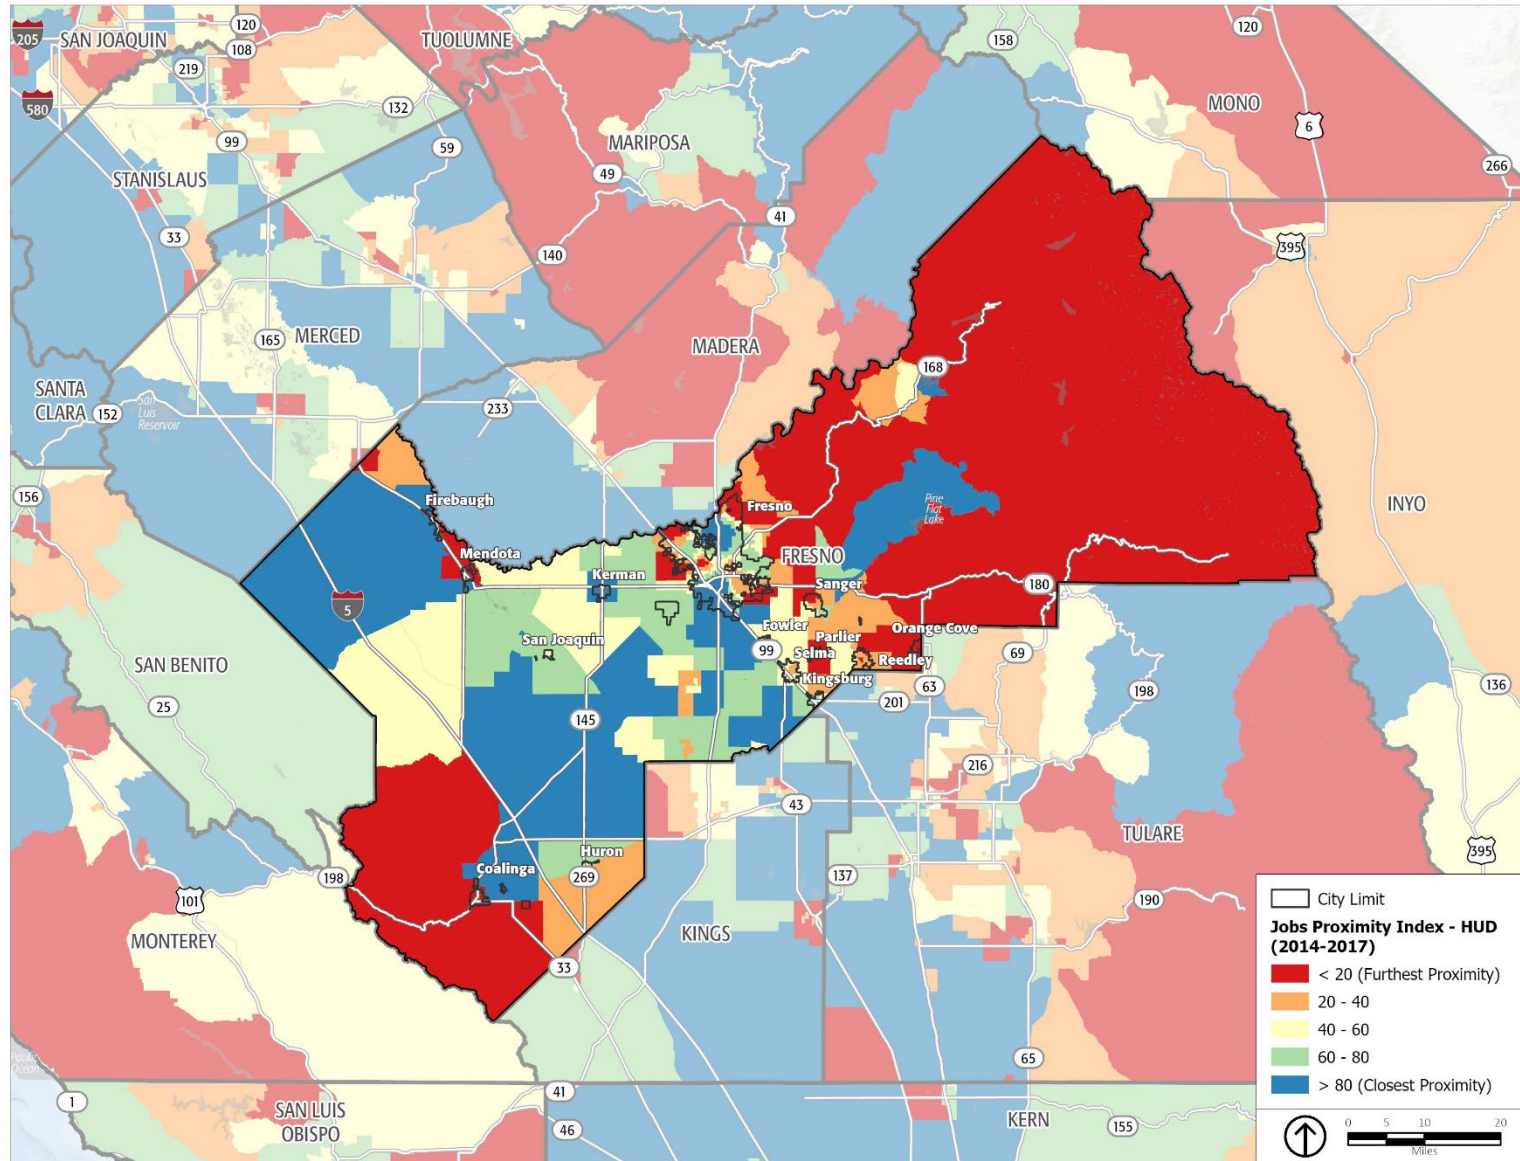 120
205
SAN JOAQUIN
108
TUOLUMNE
158
120
219
580
132
MONO
6
99
59
MARIPOSA
266
STANISLAUS
49
33
41
395
140
MERCED
165
MADERA
168
SANTA
CLARA
152
San
Luis
Reservoir
233
156
Firebaugh
Fresno
Pine
Flat
Lake
INYO
Mendota
Kerman
FRESNO
Sanger
180
5
Fowler
Parlier
Orange Cove
San Joaquin
99
Selma
Reedley
69
SAN BENITO
Kingsburg
63
198
136
201
25
145
216
43
TULARE
395
Huron
Coalinga
198
269
137
101
190
MONTEREY
KINGS
33
Pacific
Ocean
65
41
1
SAN LUIS
OBISPO
46
KERN
155
City Limit
Jobs Proximity Index - HUD
(2014-2017)
< 20 (Furthest Proximity)
20 - 40
40 - 60
60 - 80
> 80 (Closest Proximity)
0 5 10 20
Miles